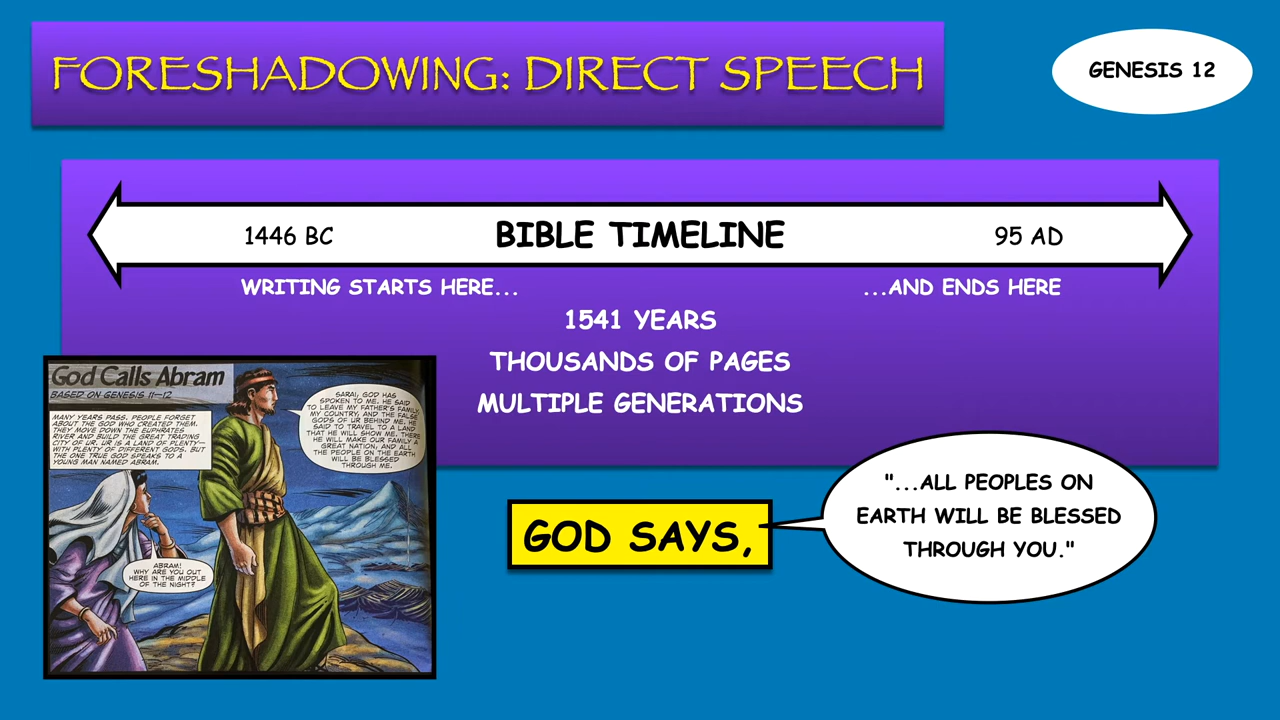 FORESHADOWING: DIRECT SPEECH
GENESIS 12
1446 BC
BIBLE TIMELINE
95 AD
WRITING STARTS HERE...
...AND ENDS HERE
1541 YEARS
THOUSANDS OF PAGES
MULTIPLE GENERATIONS
God Calls Abram
BASED ON GENESIS 11–12
MANY YEARS PASS. PEOPLE FORGET
ABOUT THE GOD WHO CREATED THEM.
THEY MOVE DOWN THE EUPHRATES
RIVER AND BUILD THE GREAT TRADING
CITY OF UR. UR IS A LAND OF PLENTY—
WITH PLENTY OF DIFFERENT GODS. BUT
THE ONE TRUE GOD SPEAKS TO A
YOUNG MAN NAMED ABRAM.
SARAI, GOD HAS
SPOKEN TO ME. HE SAID
TO LEAVE MY FATHER'S FAMILY,
MY COUNTRY, AND THE FALSE
GODS OF UR BEHIND ME. HE
SAID TO TRAVEL TO A LAND
THAT HE WILL SHOW ME. THERE
HE WILL MAKE OUR FAMILY A
GREAT NATION, AND ALL
THE PEOPLE ON THE EARTH
WILL BE BLESSED
THROUGH ME.
ABRAM!
WHY ARE YOU OUT
HERE IN THE MIDDLE
OF THE NIGHT?
GOD SAYS,
"...ALL PEOPLES ON
EARTH WILL BE BLESSED
THROUGH YOU."